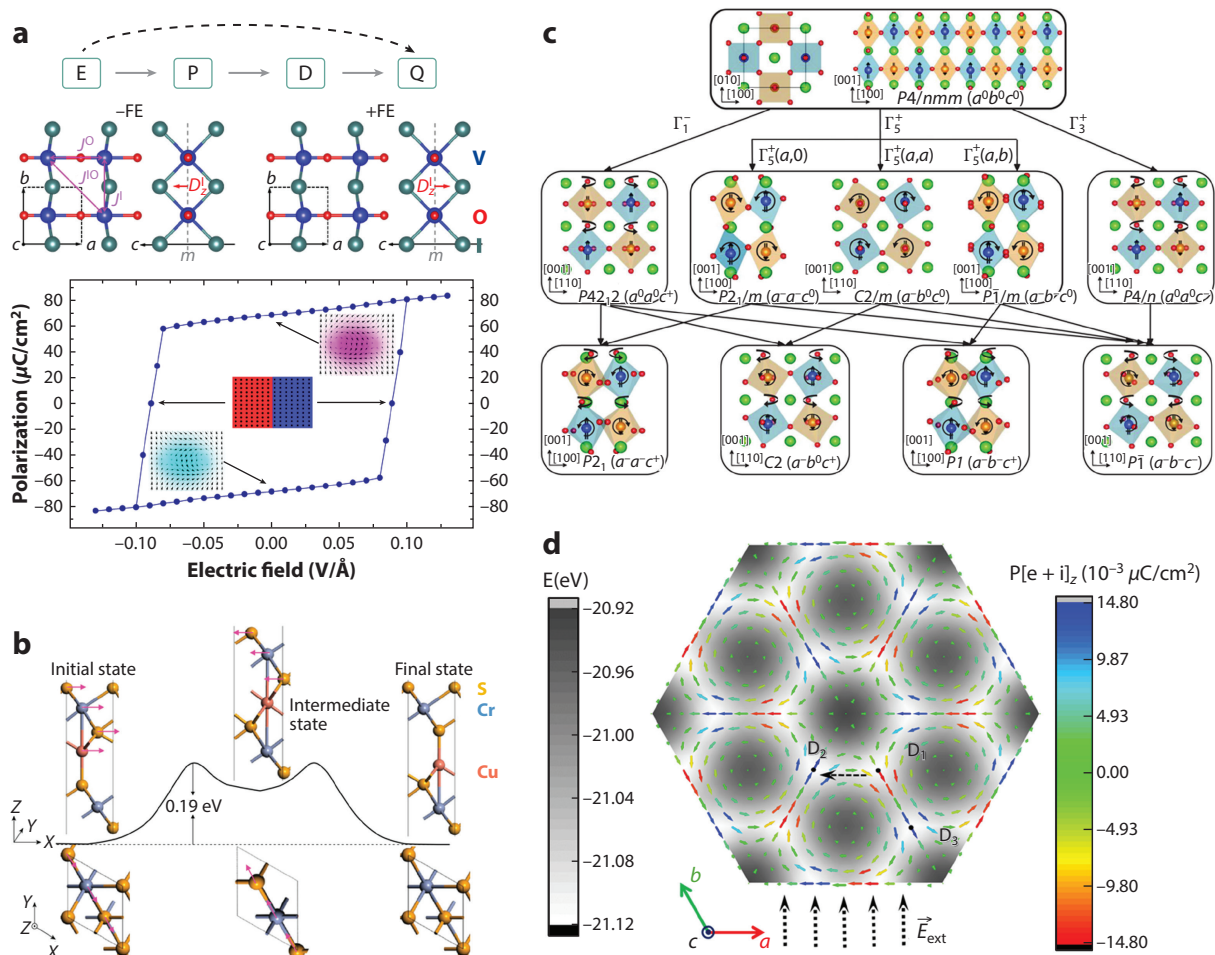 a
E
P
D
Q
−FE
+FE
J^O
J^IO
J^I
D_z^I
D_z^I
V
O
I
b
c
a
c
m
b
c
a
c
m
Polarization (μC/cm²)
80
60
40
20
0
−20
−40
−60
−80
80
60
40
20
0
−20
−40
−60
−80
−0.10
−0.05
0.00
0.05
0.10
Electric field (V/Å)
b
Initial state
Intermediate
state
Final state
S
Cr
Cu
0.19 eV
Z
Y
X
Y
Z
X
c
[010]
[100]
[001]
[100]
P4/nmm (a⁰b⁰c⁰)
Γ₁⁻
Γ₅⁺
Γ₃⁺
Γ₅⁺(a,0)
Γ₅⁺(a,a)
Γ₅⁺(a,b)
[001]
[110]
P42₁2 (a⁰a⁰c⁺)
[001]
[100]
P2₁/m (a⁻a⁻c⁰)
[001]
[110]
C2/m (a⁻b⁰c⁰)
[001]
[100]
P1̅/m (a⁻b⁻c⁰)
[001]
[110]
P4/n (a⁰a⁰c⁻)
[001]
[100]
P2₁ (a⁻a⁻c⁺)
[001]
[110]
C2 (a⁻b⁰c⁺)
[001]
[100]
P1 (a⁻b⁻c⁺)
[001]
[110]
P1̅ (a⁻b⁻c⁻)
d
E(eV)
−20.92
−20.96
−21.00
−21.04
−21.08
−21.12
D₂
D₁
D₃
b
c
a
E⃗_ext
P[e + i]_z (10⁻³ μC/cm²)
14.80
9.87
4.93
0.00
−4.93
−9.80
−14.80